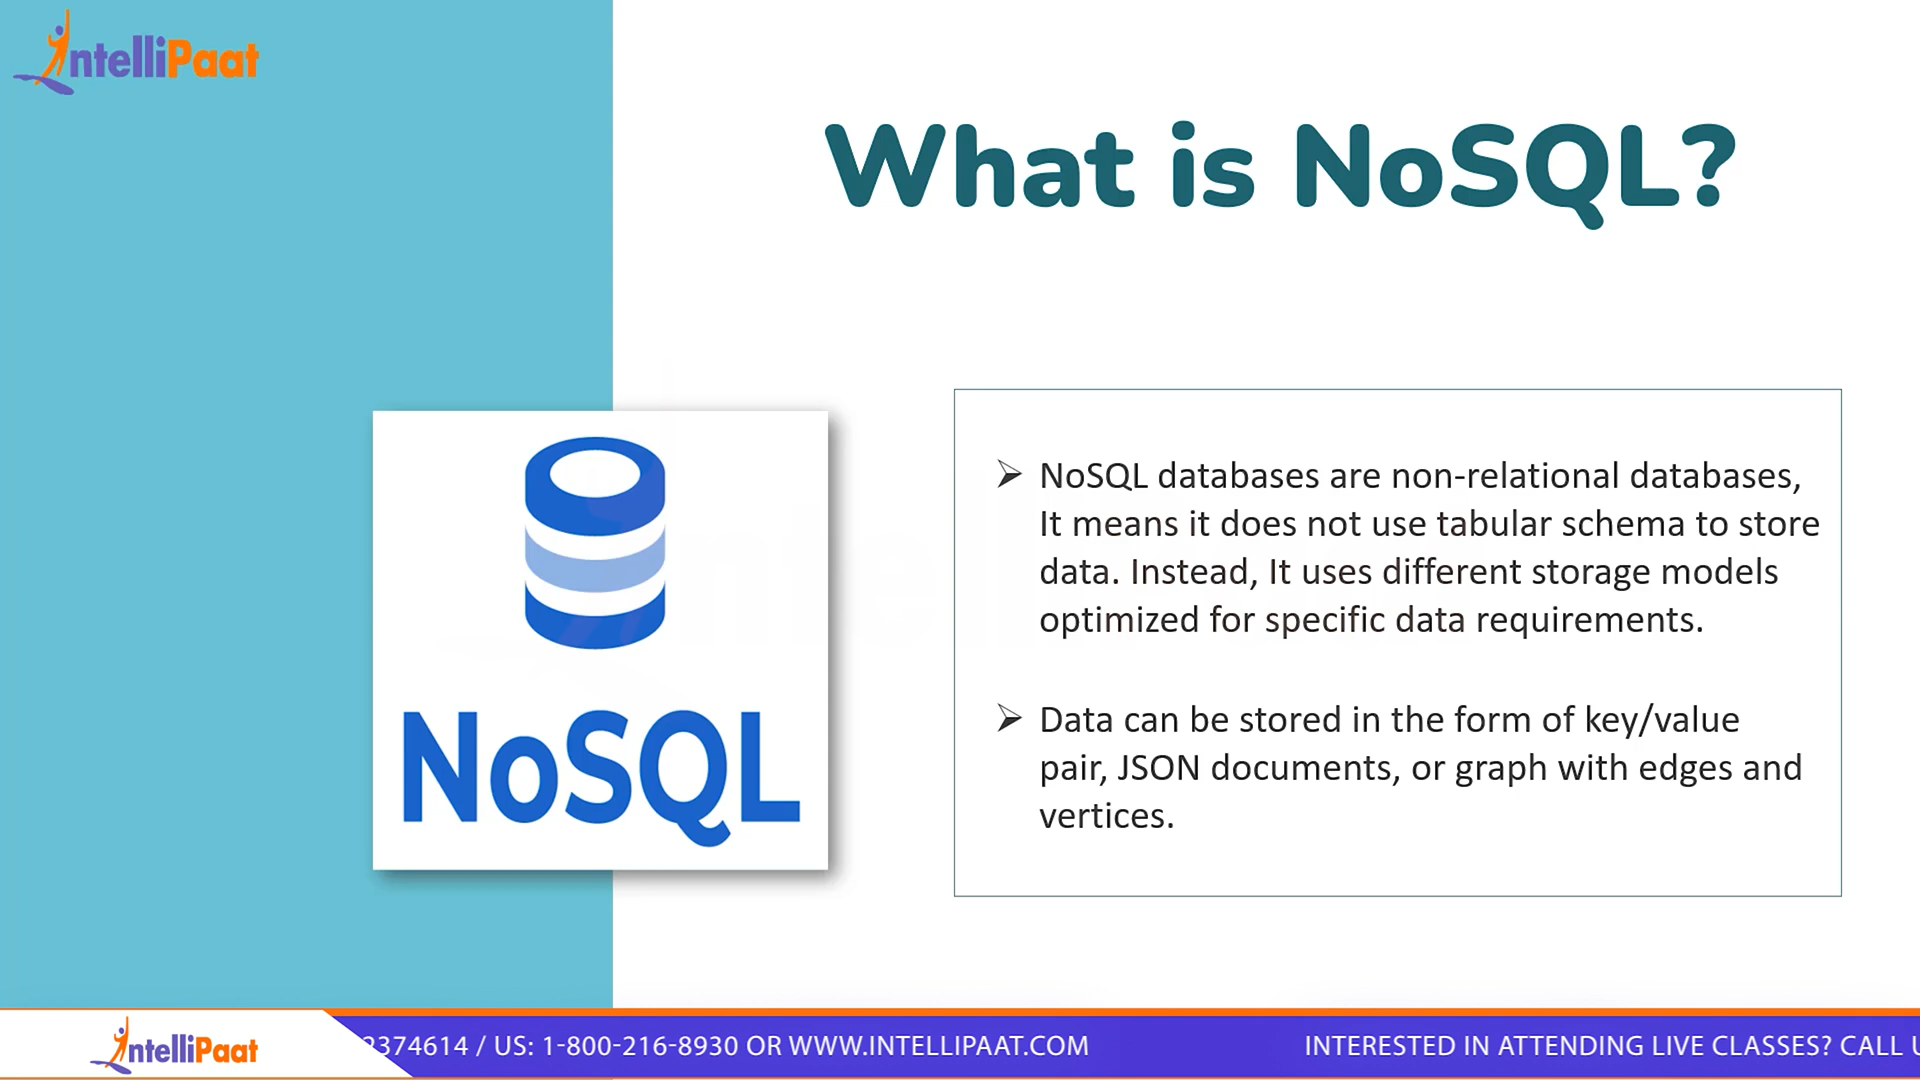 IntelliPaat
What is NoSQL?
NoSQL
➢ NoSQL databases are non-relational databases,
It means it does not use tabular schema to store
data. Instead, It uses different storage models
optimized for specific data requirements.
➢ Data can be stored in the form of key/value
pair, JSON documents, or graph with edges and
vertices.
IntelliPaat
2374614 / US: 1-800-216-8930 OR WWW.INTELLIPAAT.COM INTERESTED IN ATTENDING LIVE CLASSES? CALL